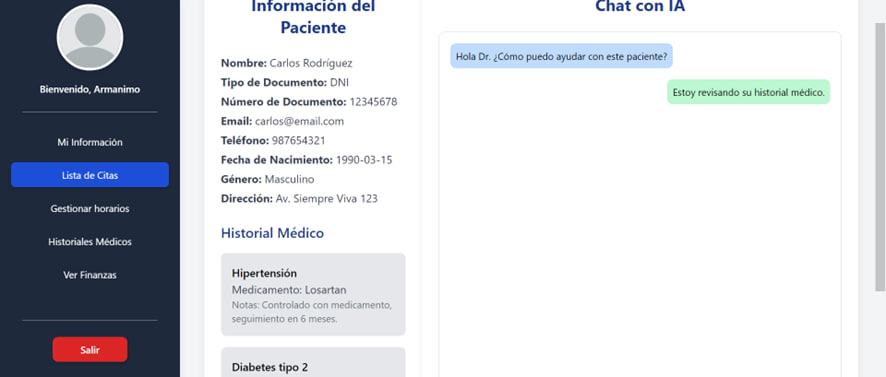 Bienvenido, Armanimo
Mi Información
Lista de Citas
Gestionar horarios
Historiales Médicos
Ver Finanzas
Salir
Información del
Paciente
Nombre: Carlos Rodríguez
Tipo de Documento: DNI
Número de Documento: 12345678
Email: carlos@email.com
Teléfono: 987654321
Fecha de Nacimiento: 1990-03-15
Género: Masculino
Dirección: Av. Siempre Viva 123
Historial Médico
Hipertensión
Medicamento: Losartan
Notas: Controlado con medicamento,
seguimiento en 6 meses.
Diabetes tipo 2
Chat con IA
Hola Dr. ¿Cómo puedo ayudar con este paciente?
Estoy revisando su historial médico.